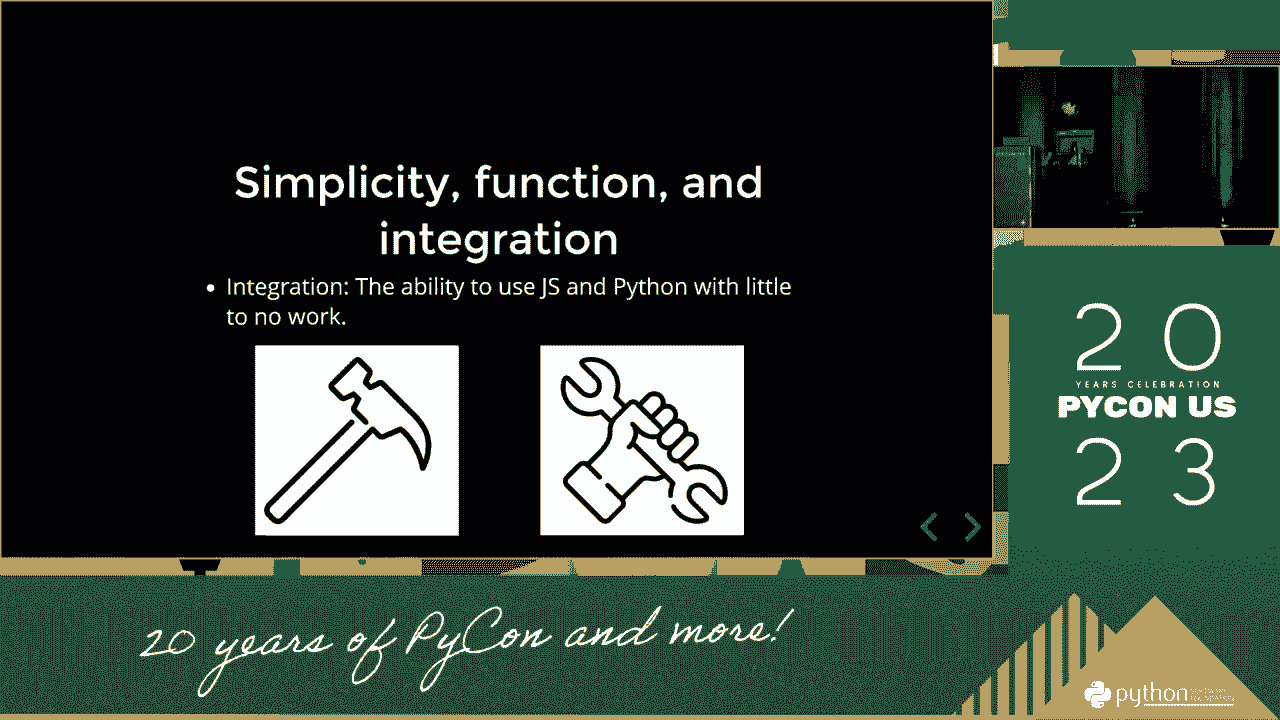 Simplicity, function, and
integration
• Integration: The ability to use JS and Python with little
to no work.
20
YEARS CELEBRATION
PYCON US
23
20 years of PyCon and more!
python